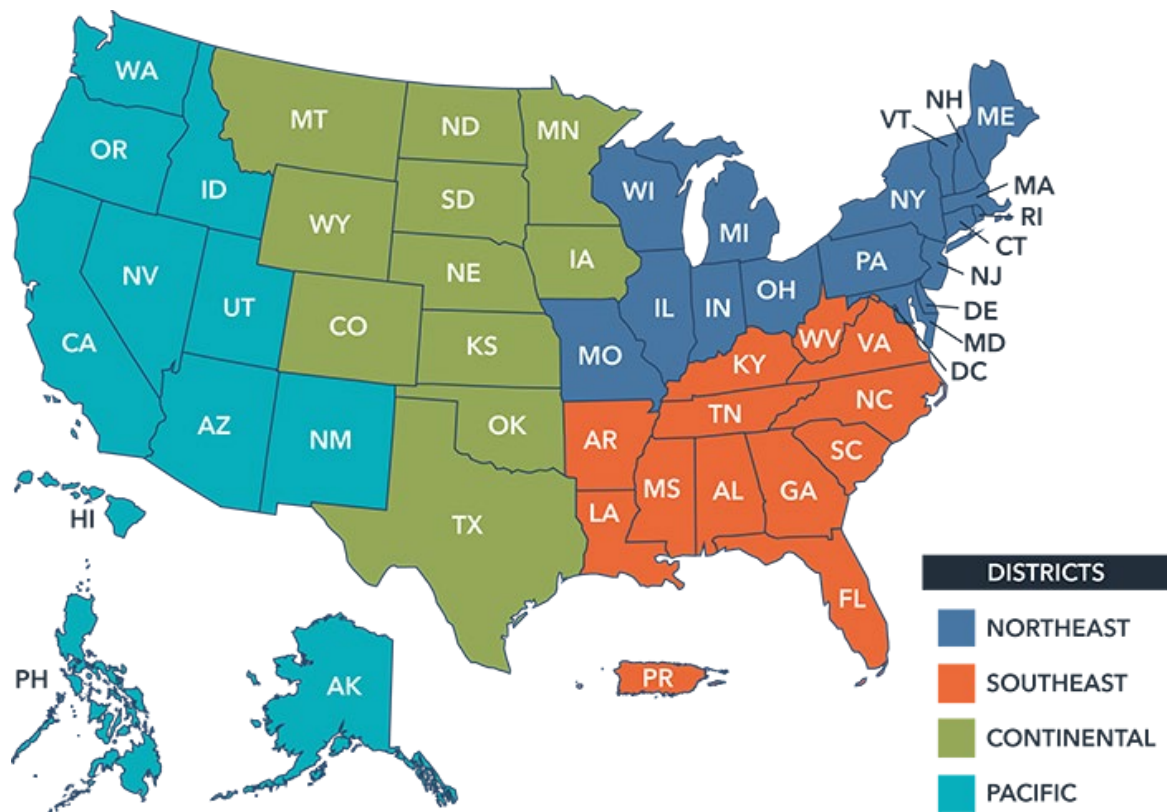 WA
MT
ND
MN
OR
ID
SD
WY
WI
MI
NY
VT
NH
ME
MA
RI
CT
NJ
PA
DE
MD
DC
NV
UT
CA
CO
NE
IA
KS
MO
IL
IN
OH
KY
WV
VA
AZ
NM
OK
AR
TN
NC
SC
TX
LA
MS
AL
GA
FL
HI
PH
AK
PR
DISTRICTS
NORTHEAST
SOUTHEAST
CONTINENTAL
PACIFIC